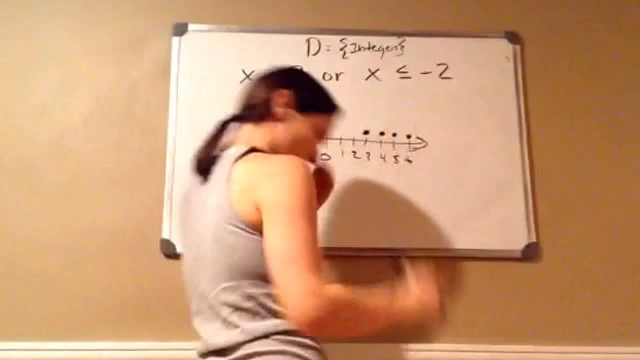 D = {Integers}
x or x ≤ -2
0 1 2 3 4 5 6